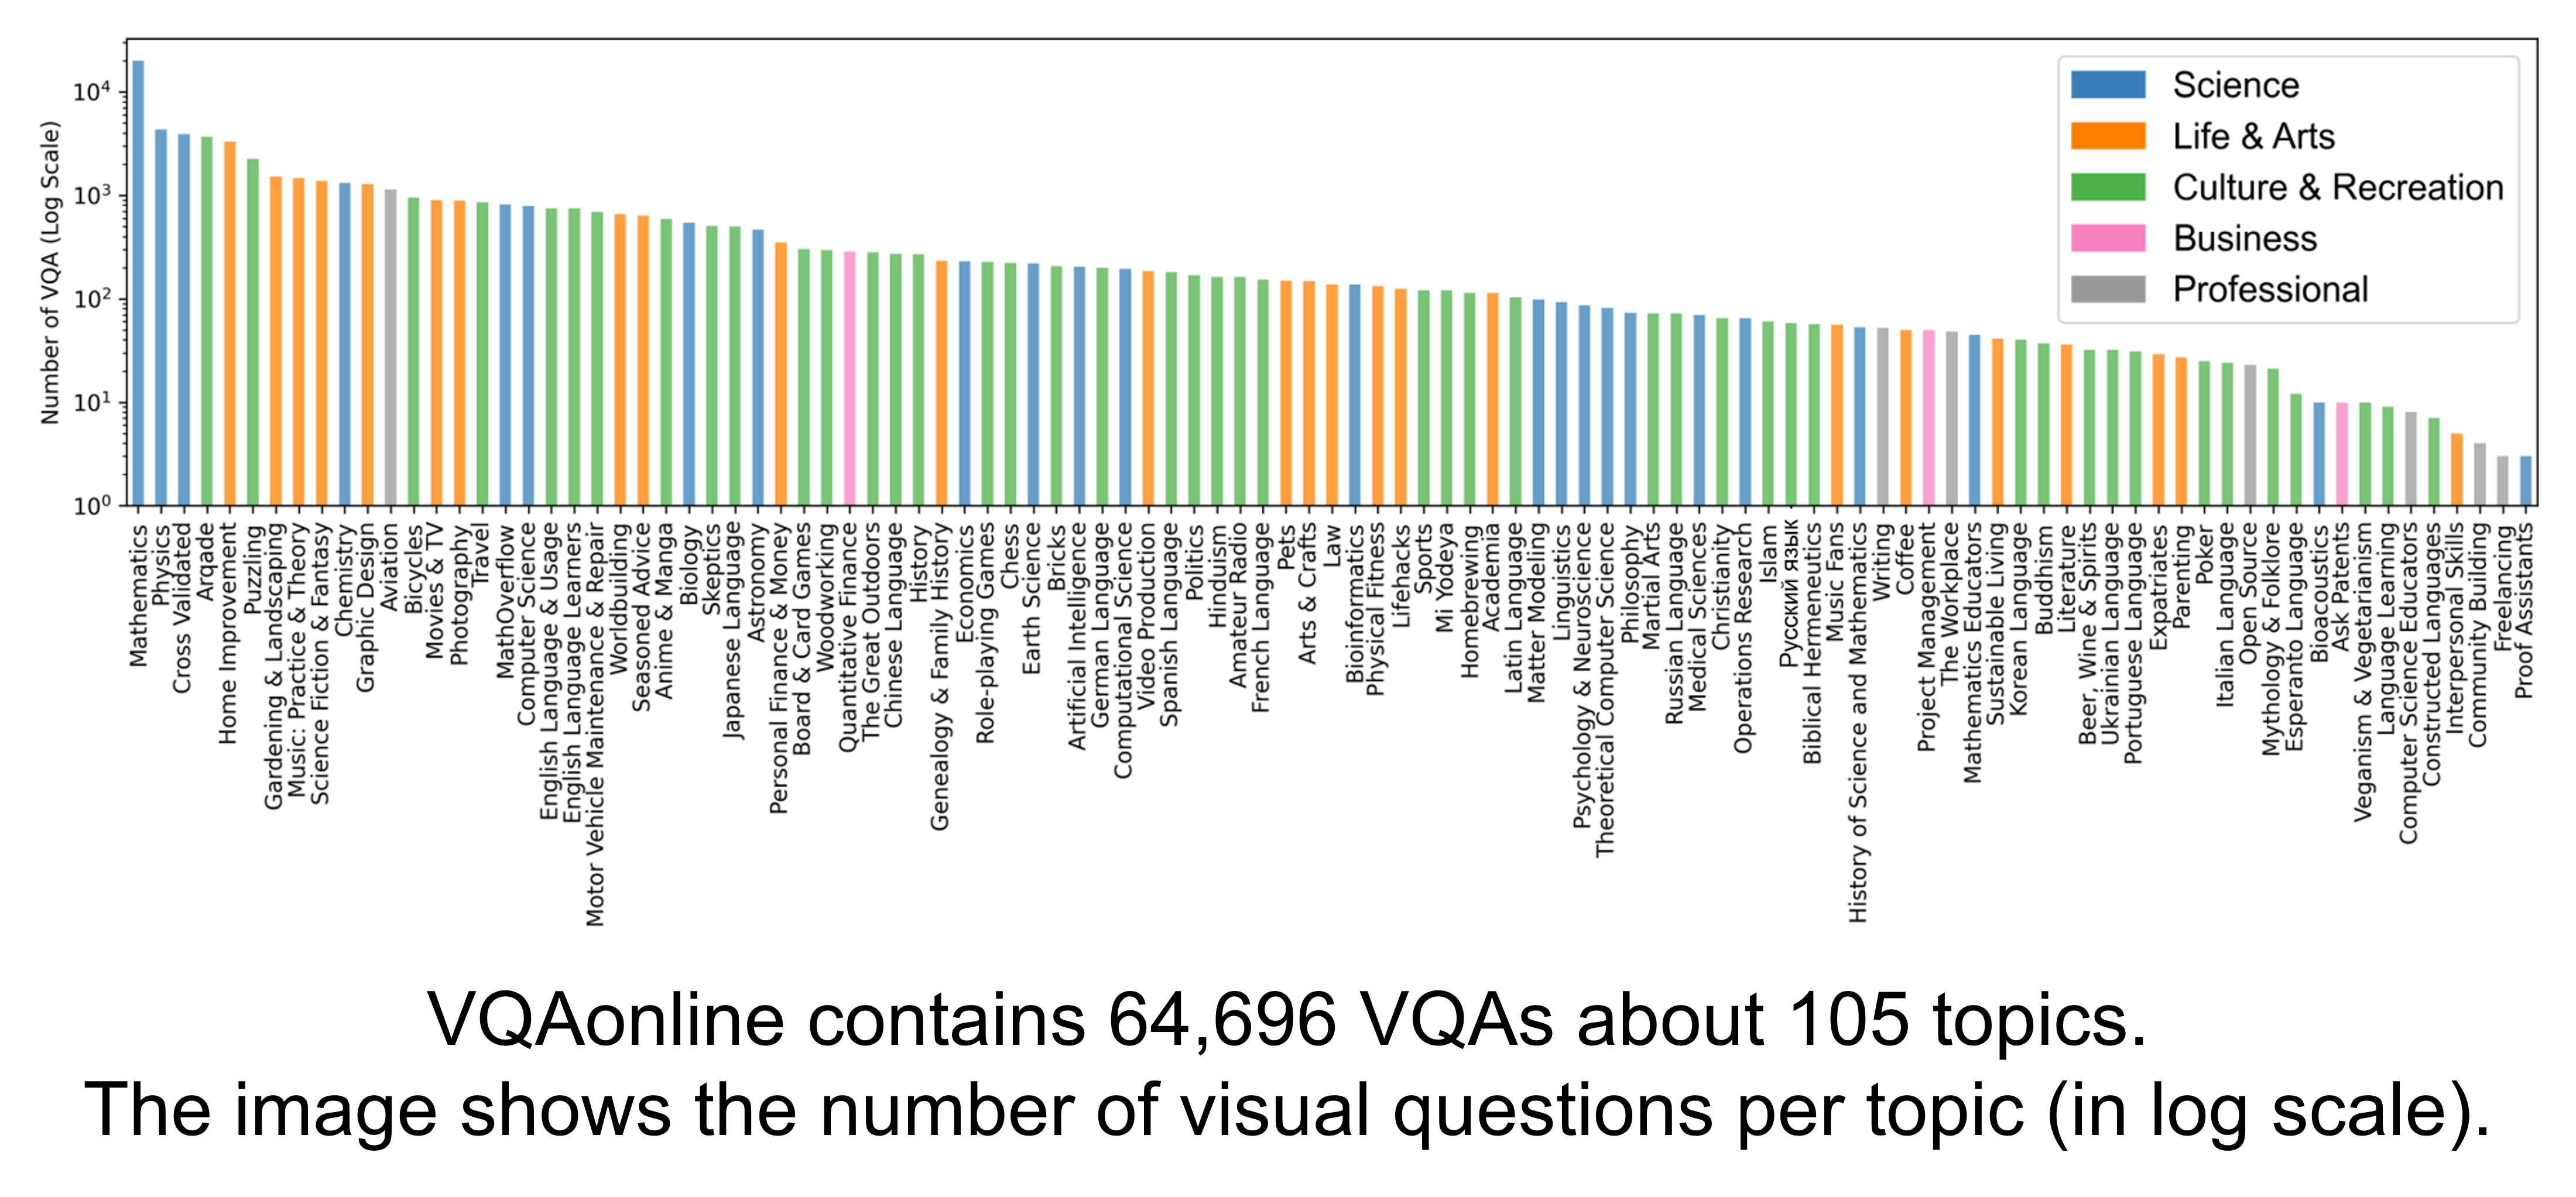 Number of VQA (Log Scale)
10⁴
10³
10²
10¹
10⁰
Science
Life & Arts
Culture & Recreation
Business
Professional
Mathematics
Physics
Cross Validated
Arqade
Home Improvement
Puzzling
Gardening & Landscaping
Music: Practice & Theory
Science Fiction & Fantasy
Chemistry
Graphic Design
Aviation
Bicycles
Movies & TV
Photography
Travel
MathOverflow
Computer Science
English Language & Usage
English Language Learners
Motor Vehicle Maintenance & Repair
Worldbuilding
Seasoned Advice
Anime & Manga
Biology
Skeptics
Japanese Language
Astronomy
Personal Finance & Money
Board & Card Games
Woodworking
Quantitative Finance
The Great Outdoors
Chinese Language
History
Genealogy & Family History
Economics
Role-playing Games
Chess
Earth Science
Bricks
Artificial Intelligence
German Language
Computational Science
Video Production
Spanish Language
Politics
Hinduism
Amateur Radio
French Language
Pets
Arts & Crafts
Law
Bioinformatics
Physical Fitness
Lifehacks
Sports
Mi Yodeya
Homebrewing
Academia
Latin Language
Matter Modeling
Linguistics
Psychology & Neuroscience
Theoretical Computer Science
Philosophy
Martial Arts
Russian Language
Medical Sciences
Christianity
Operations Research
Islam
Русский язык
Biblical Hermeneutics
Music Fans
History of Science and Mathematics
Writing
Coffee
Project Management
The Workplace
Mathematics Educators
Sustainable Living
Korean Language
Buddhism
Literature
Beer, Wine & Spirits
Ukrainian Language
Portuguese Language
Expatriates
Parenting
Poker
Italian Language
Open Source
Mythology & Folklore
Esperanto Language
Bioacoustics
Ask Patents
Veganism & Vegetarianism
Language Learning
Computer Science Educators
Constructed Languages
Interpersonal Skills
Community Building
Freelancing
Proof Assistants
VQAonline contains 64,696 VQAs about 105 topics.
The image shows the number of visual questions per topic (in log scale).